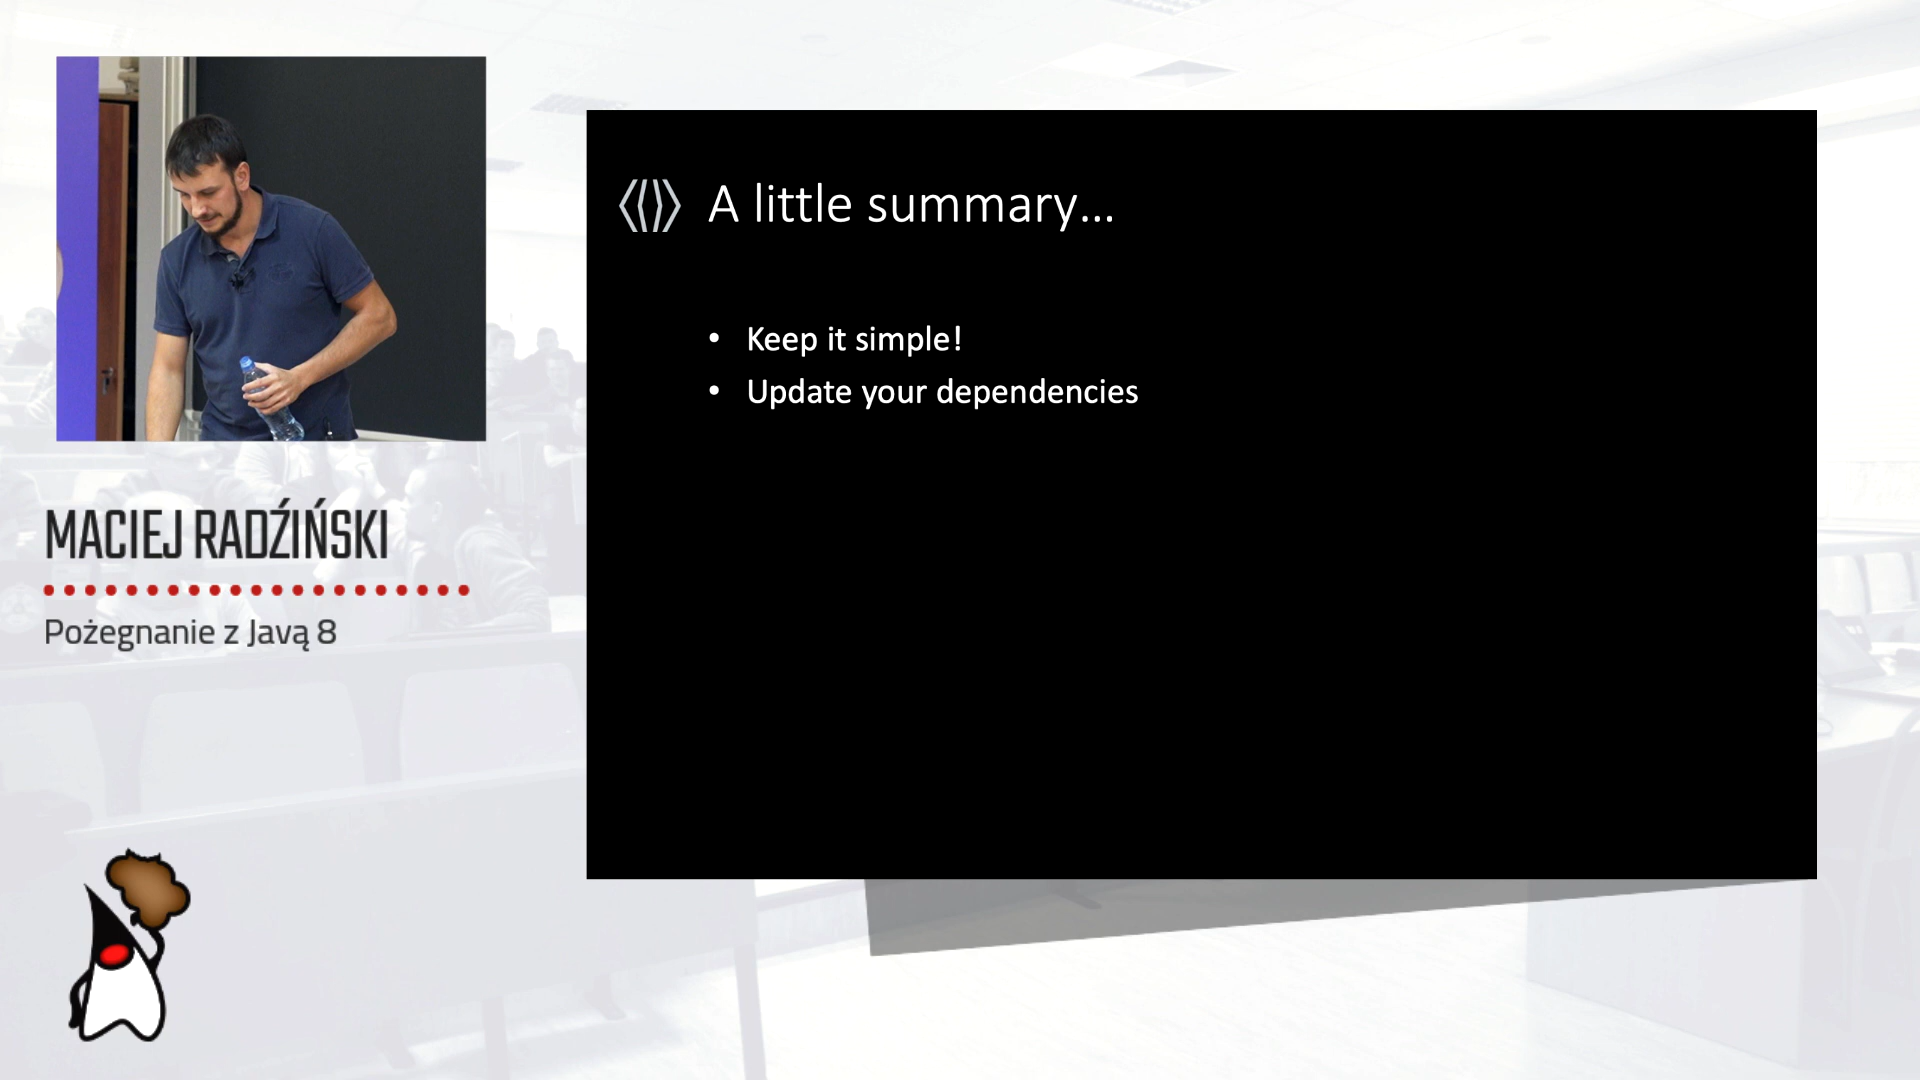 MACIEJ RADŹIŃSKI
Pożegnanie z Javą 8
A little summary...
• Keep it simple!
• Update your dependencies